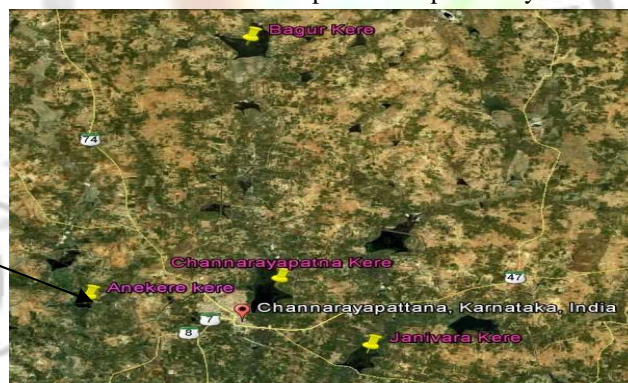 Bagur Kere
74
Channarayapatna Kere
47
Anekere kere
Channarayapattana, Karnataka, India
7
8
Janivara Kere